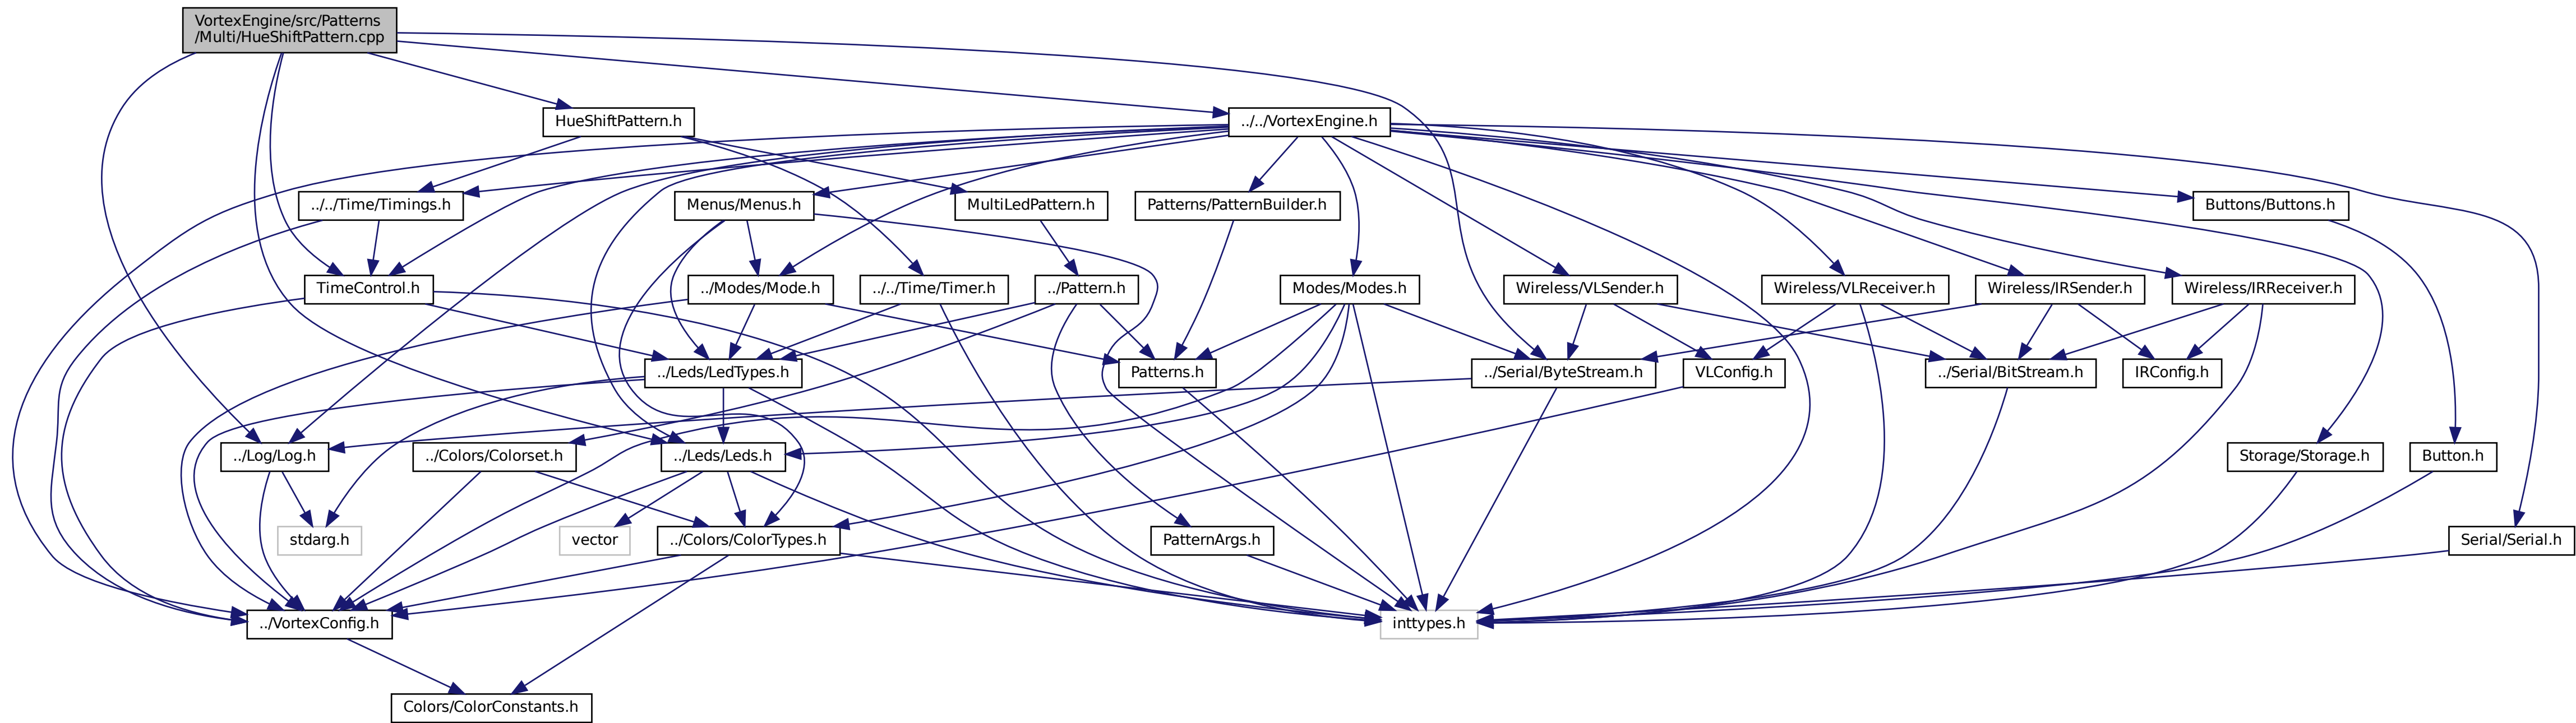 VortexEngine/src/Patterns
/Multi/HueShiftPattern.cpp
HueShiftPattern.h
../../VortexEngine.h
../../Time/Timings.h
Menus/Menus.h
MultiLedPattern.h
Patterns/PatternBuilder.h
Buttons/Buttons.h
TimeControl.h
../Modes/Mode.h
../../Time/Timer.h
../Pattern.h
Modes/Modes.h
Wireless/VLSender.h
Wireless/VLReceiver.h
Wireless/IRSender.h
Wireless/IRReceiver.h
../Leds/LedTypes.h
Patterns.h
../Serial/ByteStream.h
VLConfig.h
../Serial/BitStream.h
IRConfig.h
../Log/Log.h
../Colors/Colorset.h
../Leds/Leds.h
Storage/Storage.h
Button.h
stdarg.h
vector
../Colors/ColorTypes.h
PatternArgs.h
Serial/Serial.h
../VortexConfig.h
inttypes.h
Colors/ColorConstants.h